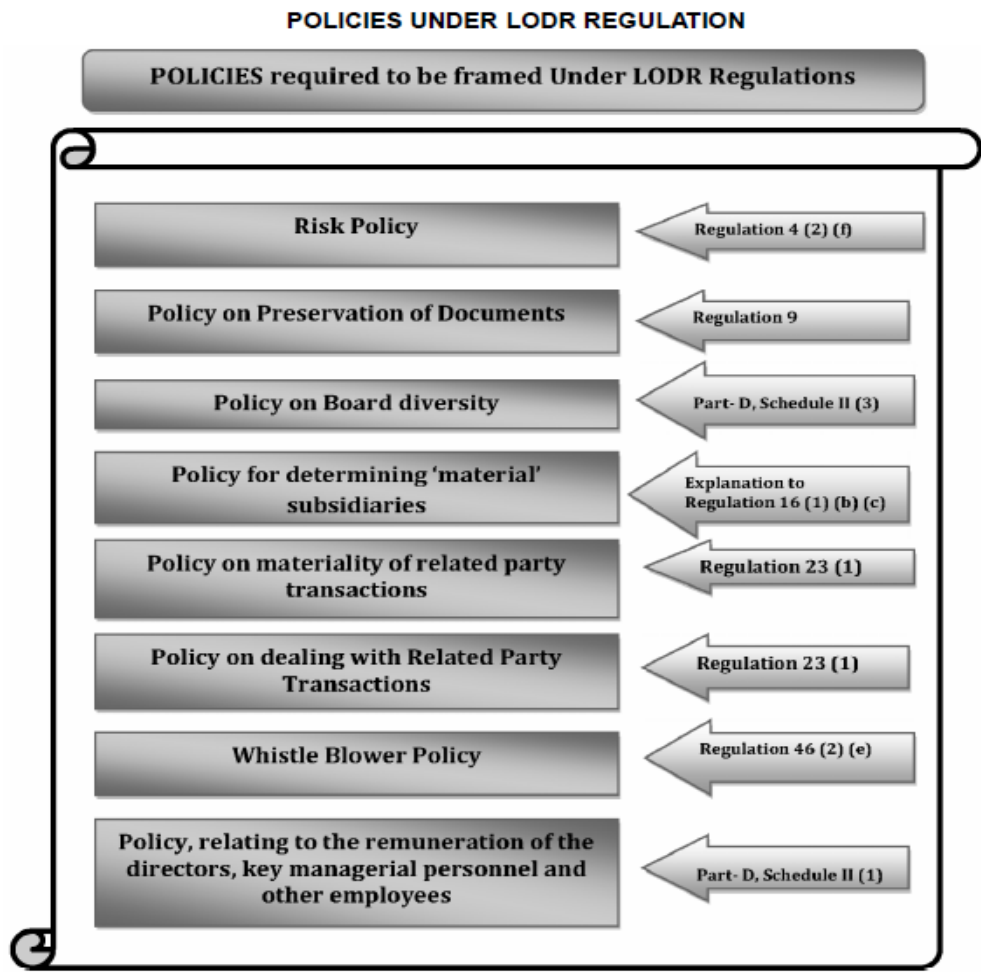 POLICIES UNDER LODR REGULATION
POLICIES required to be framed Under LODR Regulations
Risk Policy
Regulation 4 (2) (f)
Policy on Preservation of Documents
Regulation 9
Policy on Board diversity
Part- D, Schedule II (3)
Policy for determining ‘material’
subsidiaries
Explanation to
Regulation 16 (1) (b) (c)
Policy on materiality of related party
transactions
Regulation 23 (1)
Policy on dealing with Related Party
Transactions
Regulation 23 (1)
Whistle Blower Policy
Regulation 46 (2) (e)
Policy, relating to the remuneration of the
directors, key managerial personnel and
other employees
Part- D, Schedule II (1)